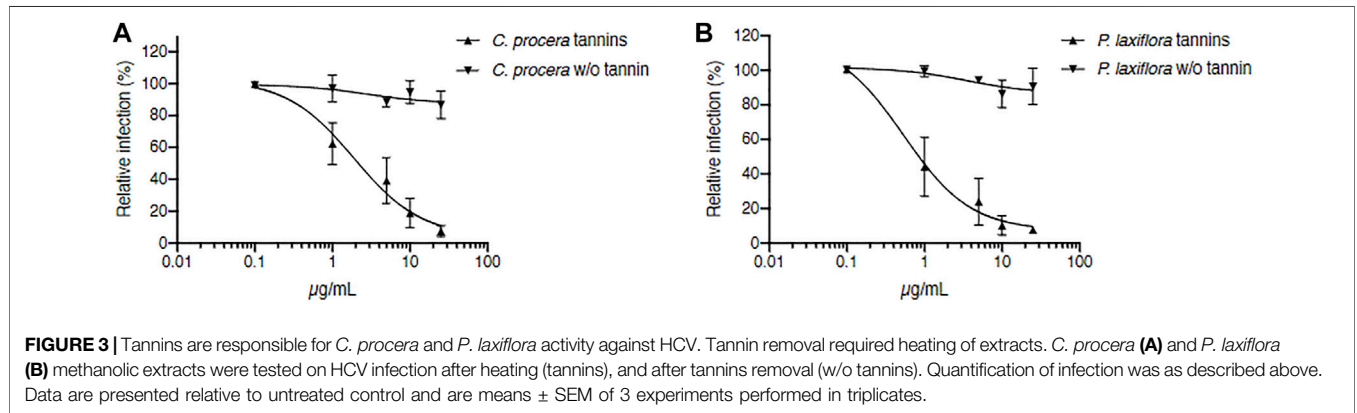 A
C. procera tannins
C. procera w/o tannin
Relative infection (%)
120
100
80
60
40
20
0
0.01 0.1 1 10 100
µg/mL
B
P. laxiflora tannins
P. laxiflora w/o tannin
Relative infection (%)
120
100
80
60
40
20
0
0.01 0.1 1 10 100
µg/mL
FIGURE 3 | Tannins are responsible for C. procera and P. laxiflora activity against HCV. Tannin removal required heating of extracts. C. procera (A) and P. laxiflora
(B) methanolic extracts were tested on HCV infection after heating (tannins), and after tannins removal (w/o tannins). Quantification of infection was as described above.
Data are presented relative to untreated control and are means ± SEM of 3 experiments performed in triplicates.